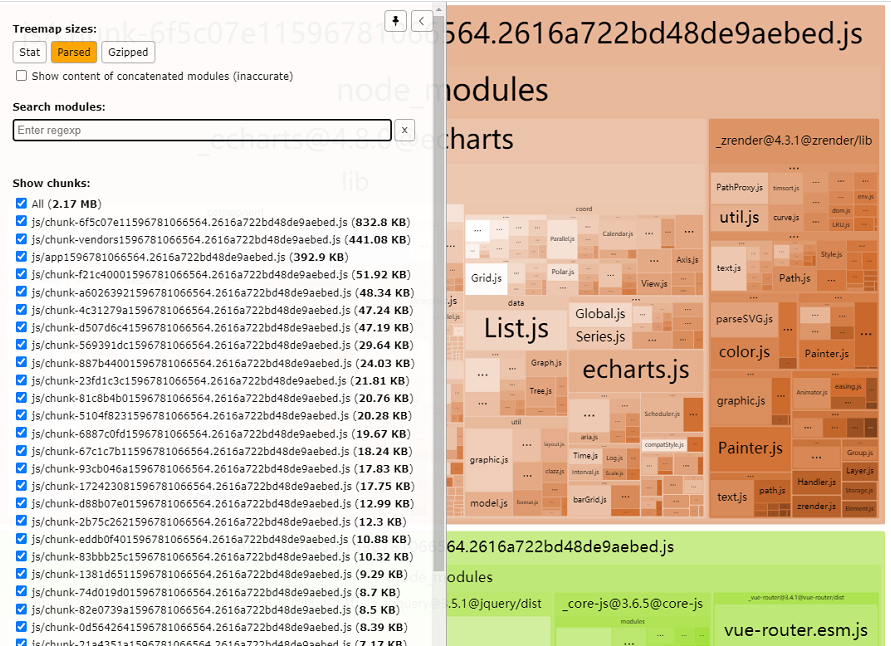 Treemap sizes:
Stat Parsed Gzipped
Show content of concatenated modules (inaccurate)
Search modules:
Enter regexp x
Show chunks:
All (2.17 MB)
js/chunk-6f5c07e11596781066564.2616a722bd48de9aebed.js (832.8 KB)
js/chunk-vendors1596781066564.2616a722bd48de9aebed.js (441.08 KB)
js/app1596781066564.2616a722bd48de9aebed.js (392.9 KB)
js/chunk-f21c40001596781066564.2616a722bd48de9aebed.js (51.92 KB)
js/chunk-a60263921596781066564.2616a722bd48de9aebed.js (48.34 KB)
js/chunk-4c31279a1596781066564.2616a722bd48de9aebed.js (47.24 KB)
js/chunk-d507d6c41596781066564.2616a722bd48de9aebed.js (47.19 KB)
js/chunk-569391dc1596781066564.2616a722bd48de9aebed.js (29.64 KB)
js/chunk-887b44001596781066564.2616a722bd48de9aebed.js (24.03 KB)
js/chunk-23fd1c3c1596781066564.2616a722bd48de9aebed.js (21.81 KB)
js/chunk-81c8b4b01596781066564.2616a722bd48de9aebed.js (20.76 KB)
js/chunk-5104f8231596781066564.2616a722bd48de9aebed.js (20.28 KB)
js/chunk-6887c0fd1596781066564.2616a722bd48de9aebed.js (19.67 KB)
js/chunk-67c1c7b11596781066564.2616a722bd48de9aebed.js (18.24 KB)
js/chunk-93cb046a1596781066564.2616a722bd48de9aebed.js (17.83 KB)
js/chunk-172423081596781066564.2616a722bd48de9aebed.js (17.75 KB)
js/chunk-d88b07e01596781066564.2616a722bd48de9aebed.js (12.99 KB)
js/chunk-2b75c2621596781066564.2616a722bd48de9aebed.js (12.3 KB)
js/chunk-eddb0f401596781066564.2616a722bd48de9aebed.js (10.88 KB)
js/chunk-83bbb25c1596781066564.2616a722bd48de9aebed.js (10.32 KB)
js/chunk-1381d6511596781066564.2616a722bd48de9aebed.js (9.29 KB)
js/chunk-74d019d01596781066564.2616a722bd48de9aebed.js (8.7 KB)
js/chunk-82e0739a1596781066564.2616a722bd48de9aebed.js (8.5 KB)
js/chunk-0d5642641596781066564.2616a722bd48de9aebed.js (8.39 KB)
js/chunk-21a4351a1596781066564.2616a722bd48de9aebed.js (7.17 KB)
js/chunk-6f5c07e11596781066564.2616a722bd48de9aebed.js
node_modules
_echarts@4.8.0@echarts
lib
coord
Parallel.js
Calendar.js
Grid.js
Polar.js
Axis.js
View.js
data
List.js
Global.js
Series.js
echarts.js
Graph.js
Tree.js
util
graphic.js
layout.js
clazz.js
model.js
format.js
aria.js
Time.js
Log.js
Interval.js
Scale.js
barGrid.js
Scheduler.js
compatStyle.js
_zrender@4.3.1@zrender/lib
PathProxy.js
timsort.js
env.js
util.js
curve.js
dom.js
LRU.js
text.js
Path.js
Style.js
parseSVG.js
color.js
Painter.js
graphic.js
Animator.js
easing.js
Painter.js
Group.js
Handler.js
Layer.js
text.js
path.js
zrender.js
Storage.js
Element.js
64.2616a722bd48de9aebed.js
node_modules
jquery@3.5.1@jquery/dist
_core-js@3.6.5@core-js
modules
_vue-router@3.4.1@vue-router/dist
vue-router.esm.js